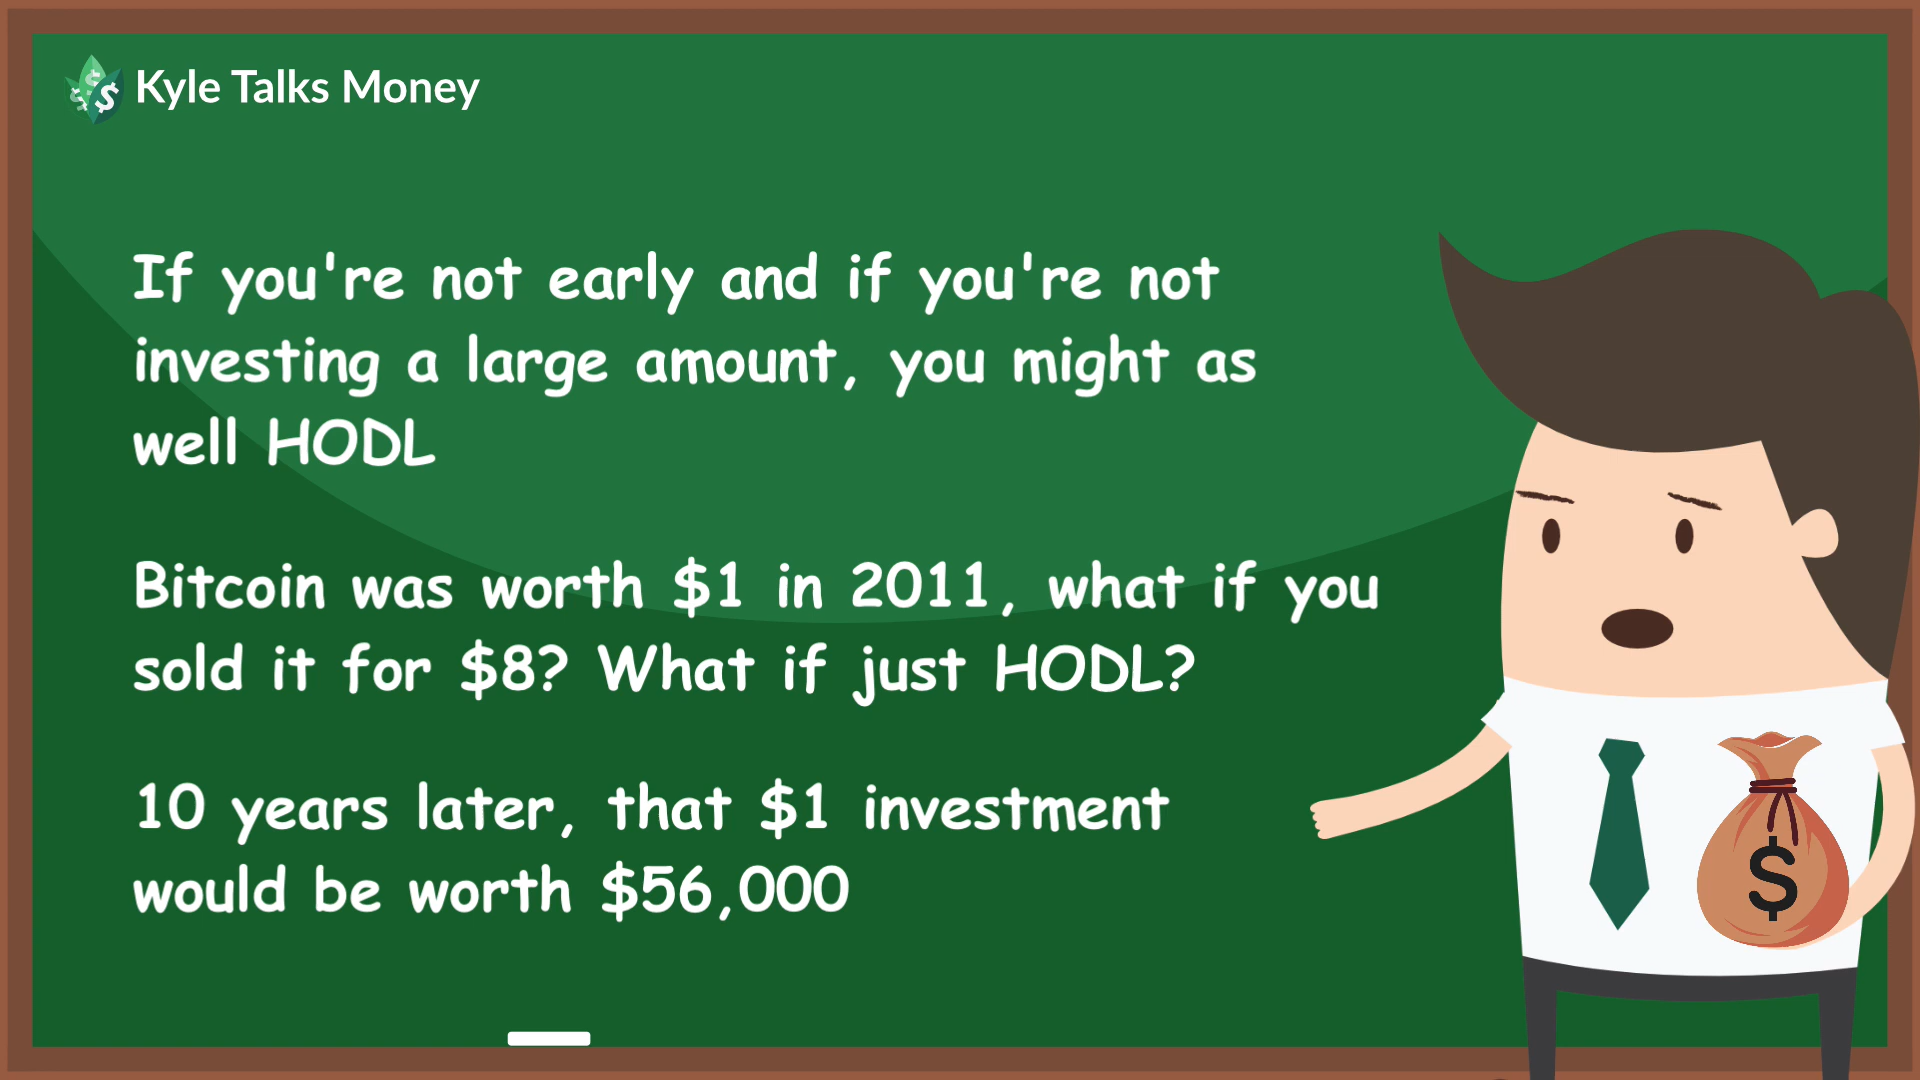 Kyle Talks Money
If you're not early and if you're not
investing a large amount, you might as
well HODL
Bitcoin was worth $1 in 2011, what if you
sold it for $8? What if just HODL?
10 years later, that $1 investment
would be worth $56,000
$